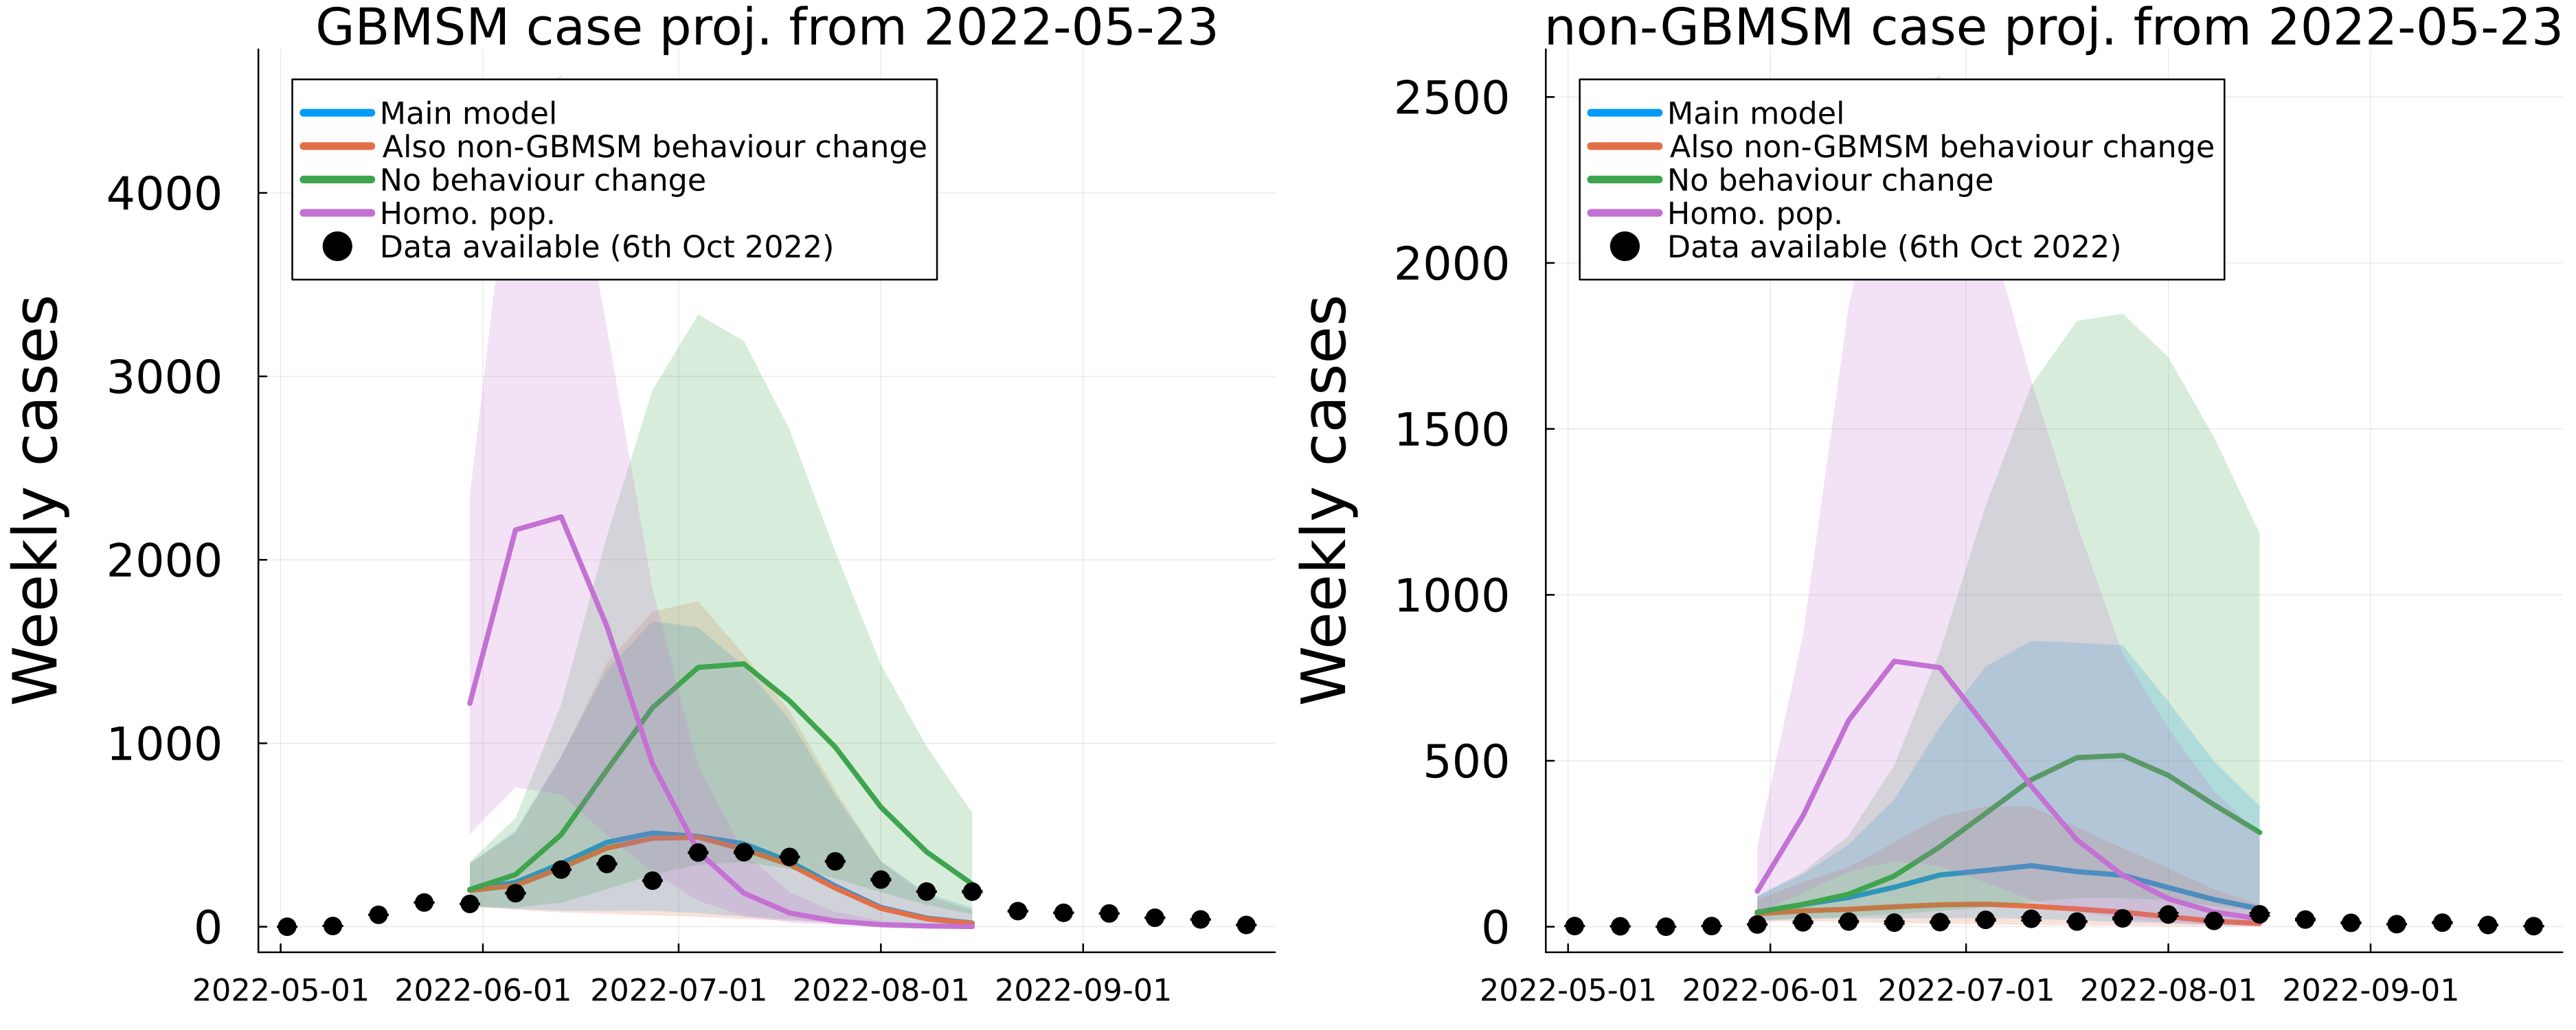 GBMSM case proj. from 2022-05-23
Weekly cases
4000
3000
2000
1000
0
Main model
Also non-GBMSM behaviour change
No behaviour change
Homo. pop.
Data available (6th Oct 2022)
2022-05-01 2022-06-01 2022-07-01 2022-08-01 2022-09-01
non-GBMSM case proj. from 2022-05-23
Weekly cases
2500
2000
1500
1000
500
0
Main model
Also non-GBMSM behaviour change
No behaviour change
Homo. pop.
Data available (6th Oct 2022)
2022-05-01 2022-06-01 2022-07-01 2022-08-01 2022-09-01